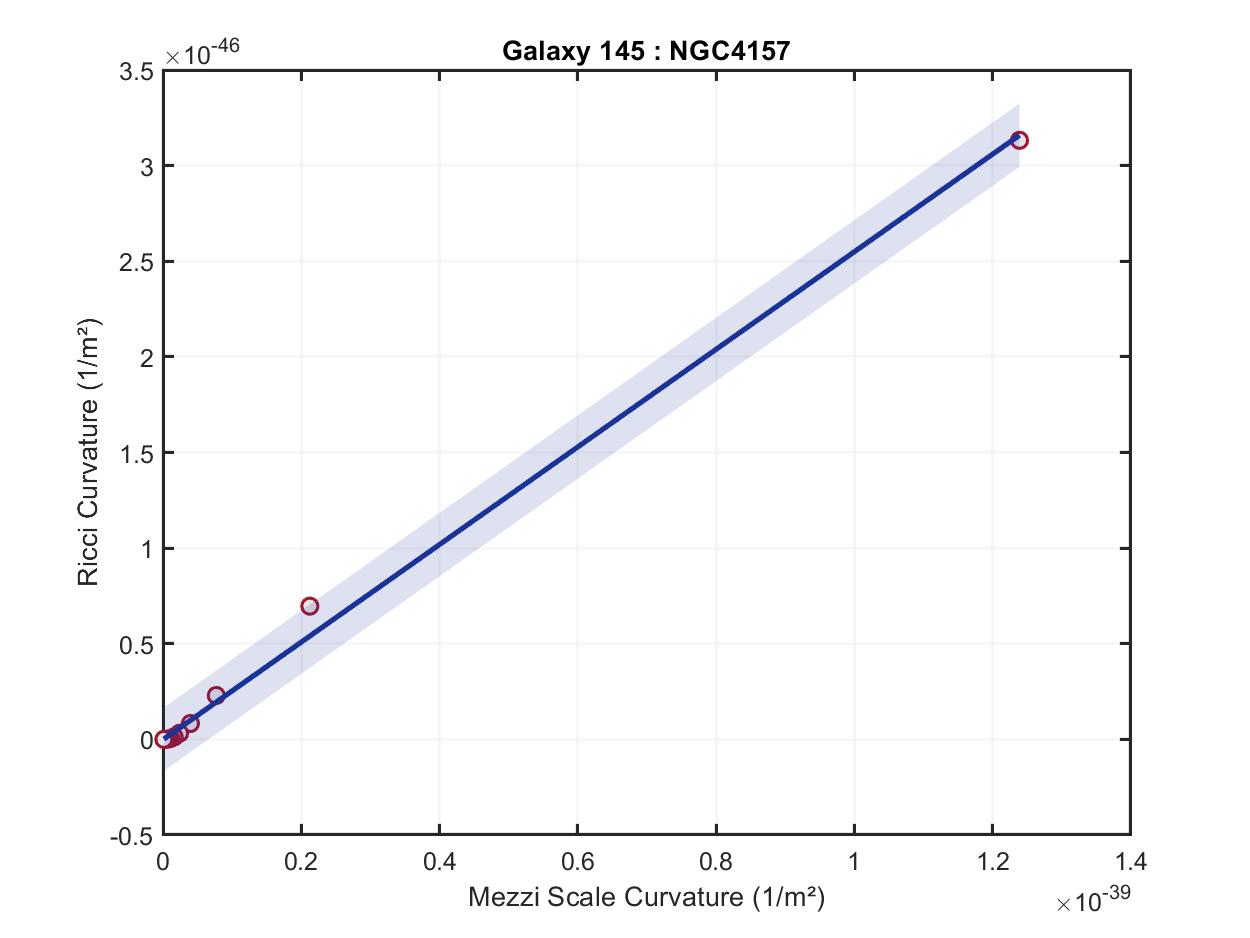 ×10⁻⁴⁶
Galaxy 145 : NGC4157
3.5
3
2.5
2
1.5
1
0.5
0
-0.5
Ricci Curvature (1/m²)
0 0.2 0.4 0.6 0.8 1 1.2 1.4
Mezzi Scale Curvature (1/m²)
×10⁻³⁹